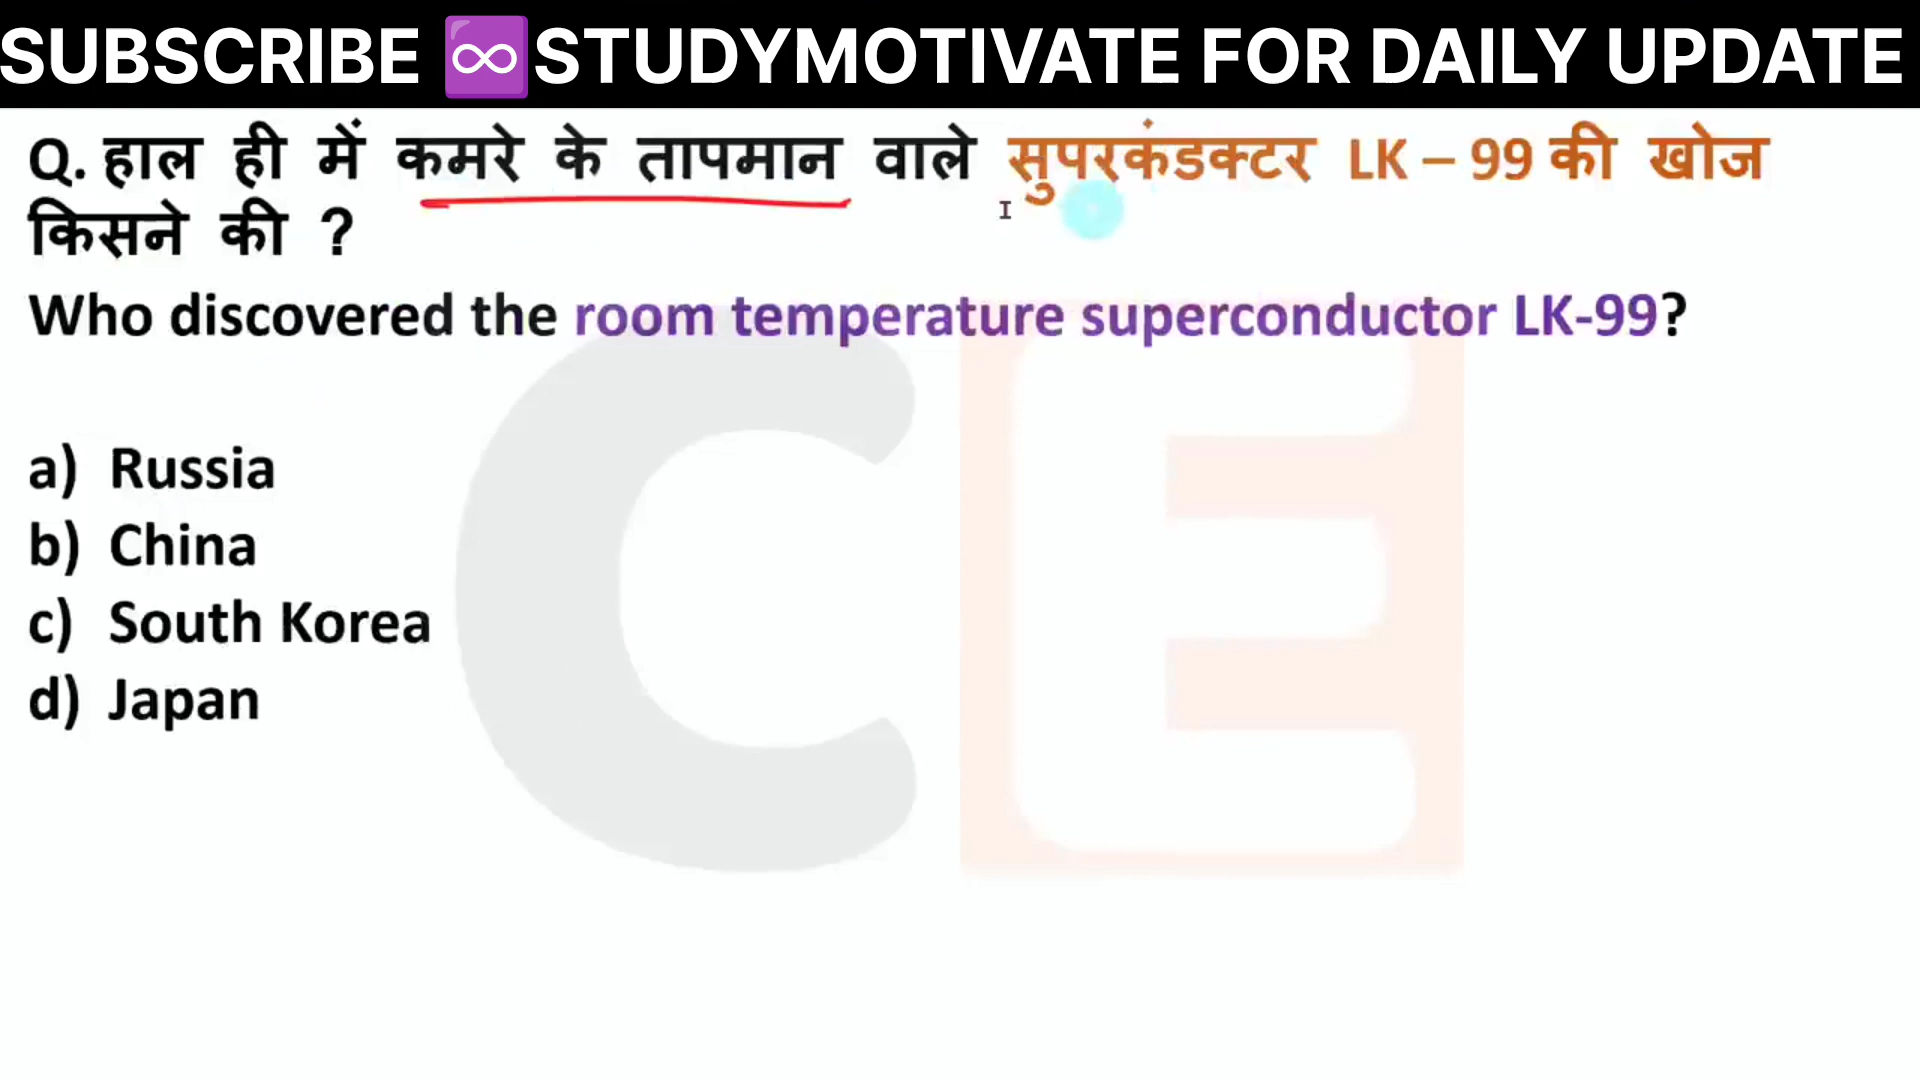 SUBSCRIBE ♾️STUDYMOTIVATE FOR DAILY UPDATE
Q. हाल ही में कमरे के तापमान वाले सुपरकंडक्टर LK – 99 की खोज
किसने की ?
Who discovered the room temperature superconductor LK-99?
a) Russia
b) China
c) South Korea
d) Japan
CE